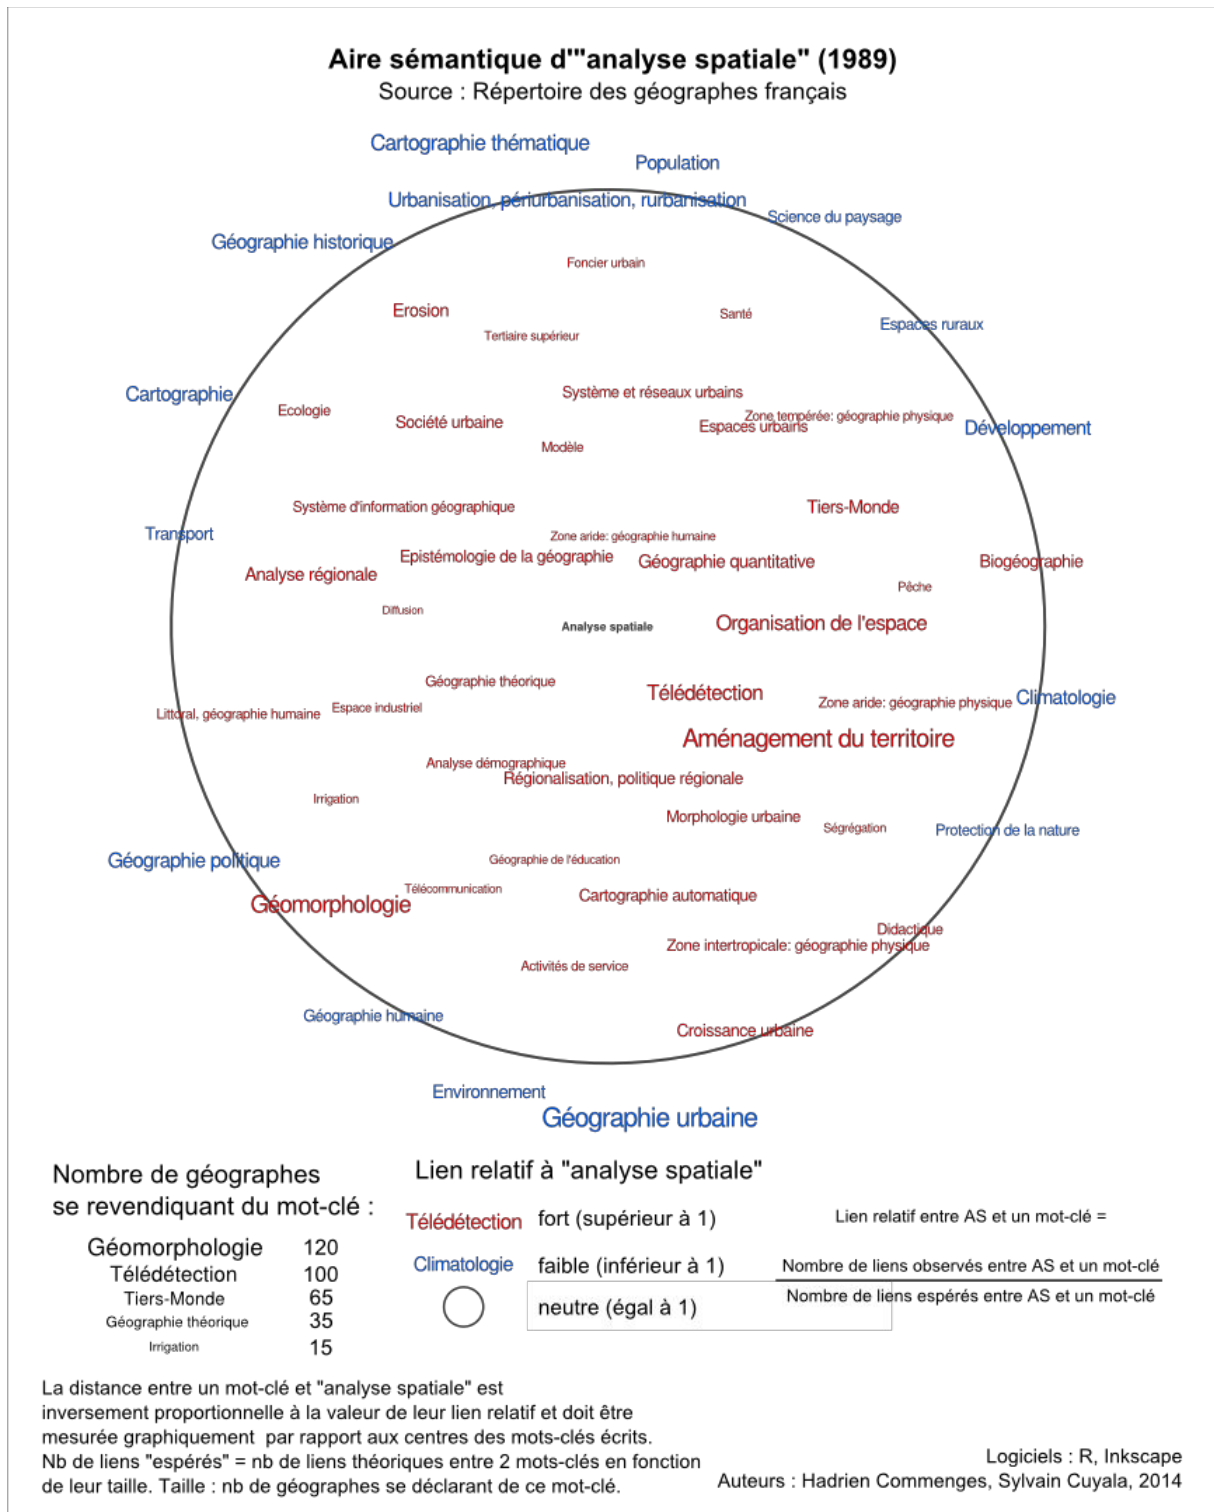 Aire sémantique d'"analyse spatiale" (1989)
Source : Répertoire des géographes français
Cartographie thématique
Population
Urbanisation, périurbanisation, rurbanisation
Science du paysage
Géographie historique
Foncier urbain
Erosion
Santé
Espaces ruraux
Tertiaire supérieur
Cartographie
Système et réseaux urbains
Ecologie
Société urbaine
Zone tempérée: géographie physique
Espaces urbains
Développement
Modèle
Système d'information géographique
Tiers-Monde
Transport
Zone aride: géographie humaine
Epistémologie de la géographie
Géographie quantitative
Biogéographie
Analyse régionale
Pêche
Diffusion
Analyse spatiale
Organisation de l'espace
Géographie théorique
Télédétection
Zone aride: géographie physique
Climatologie
Littoral, géographie humaine
Espace industriel
Aménagement du territoire
Analyse démographique
Régionalisation, politique régionale
Irrigation
Morphologie urbaine
Ségrégation
Protection de la nature
Géographie politique
Géographie de l'éducation
Télécommunication
Cartographie automatique
Géomorphologie
Didactique
Zone intertropicale: géographie physique
Activités de service
Géographie humaine
Croissance urbaine
Environnement
Géographie urbaine
Nombre de géographes
se revendiquant du mot-clé :
Géomorphologie 120
Télédétection 100
Tiers-Monde 65
Géographie théorique 35
Irrigation 15
Lien relatif à "analyse spatiale"
Télédétection fort (supérieur à 1)
Climatologie faible (inférieur à 1)
neutre (égal à 1)
Lien relatif entre AS et un mot-clé =
Nombre de liens observés entre AS et un mot-clé
Nombre de liens espérés entre AS et un mot-clé
La distance entre un mot-clé et "analyse spatiale" est
inversement proportionnelle à la valeur de leur lien relatif et doit être
mesurée graphiquement par rapport aux centres des mots-clés écrits.
Nb de liens "espérés" = nb de liens théoriques entre 2 mots-clés en fonction
de leur taille. Taille : nb de géographes se déclarant de ce mot-clé.
Logiciels : R, Inkscape
Auteurs : Hadrien Commenges, Sylvain Cuyala, 2014